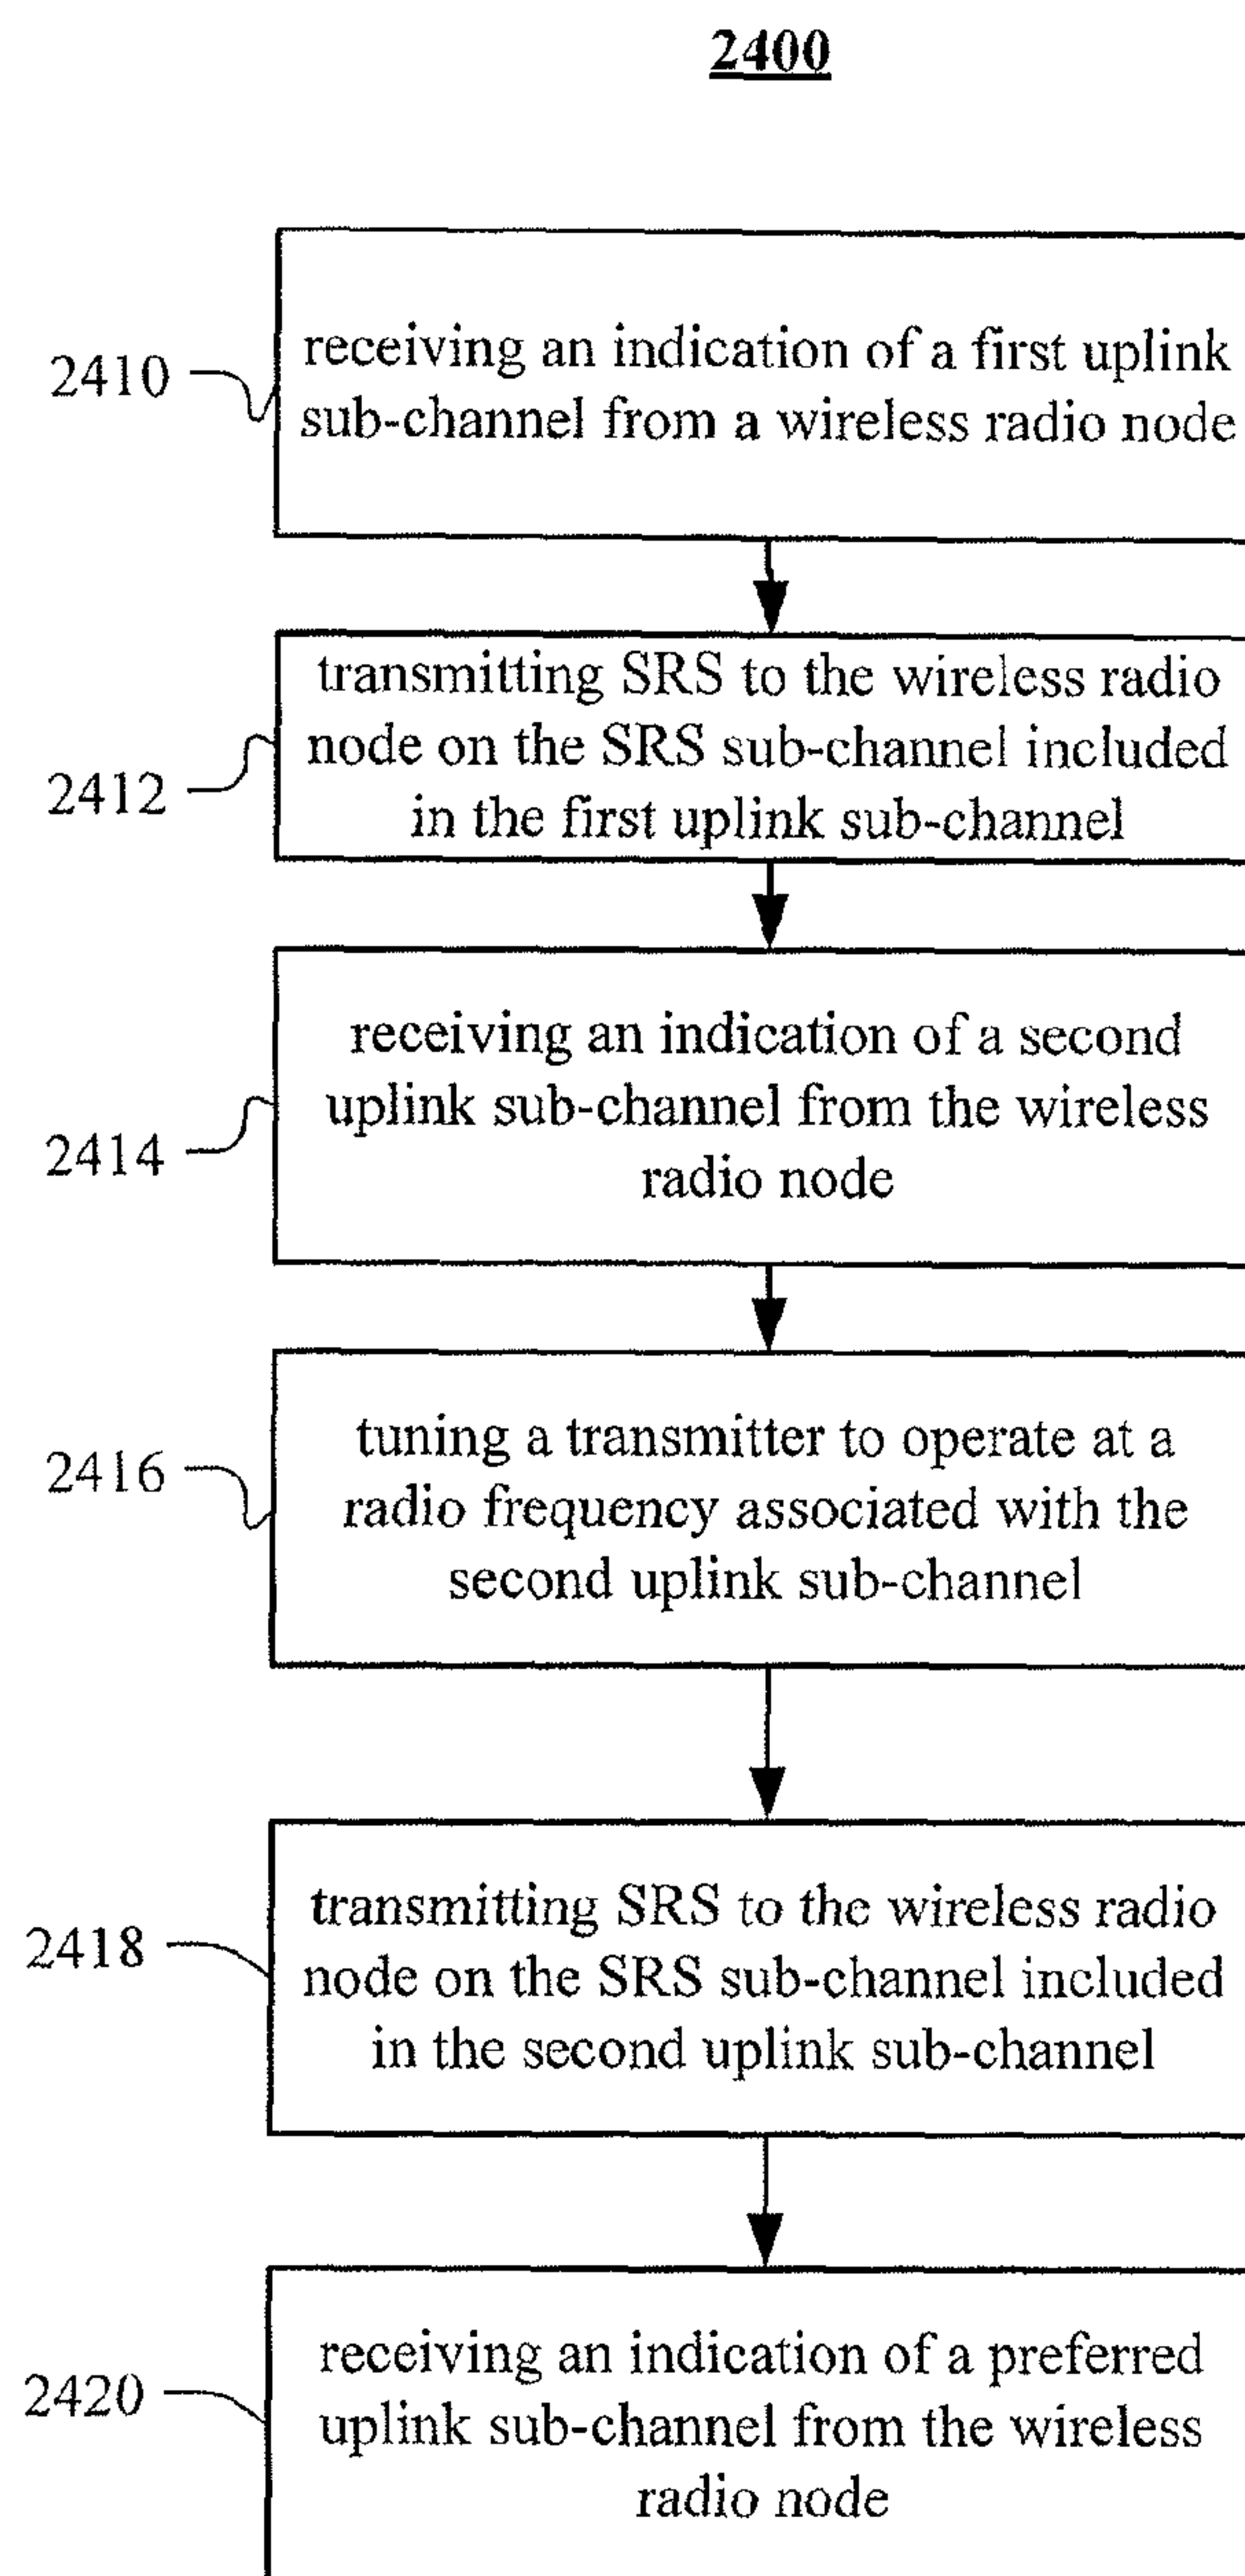 2400
2410
receiving an indication of a first uplink
sub-channel from a wireless radio node
2412
transmitting SRS to the wireless radio
node on the SRS sub-channel included
in the first uplink sub-channel
2414
receiving an indication of a second
uplink sub-channel from the wireless
radio node
2416
tuning a transmitter to operate at a
radio frequency associated with the
second uplink sub-channel
2418
transmitting SRS to the wireless radio
node on the SRS sub-channel included
in the second uplink sub-channel
2420
receiving an indication of a preferred
uplink sub-channel from the wireless
radio node